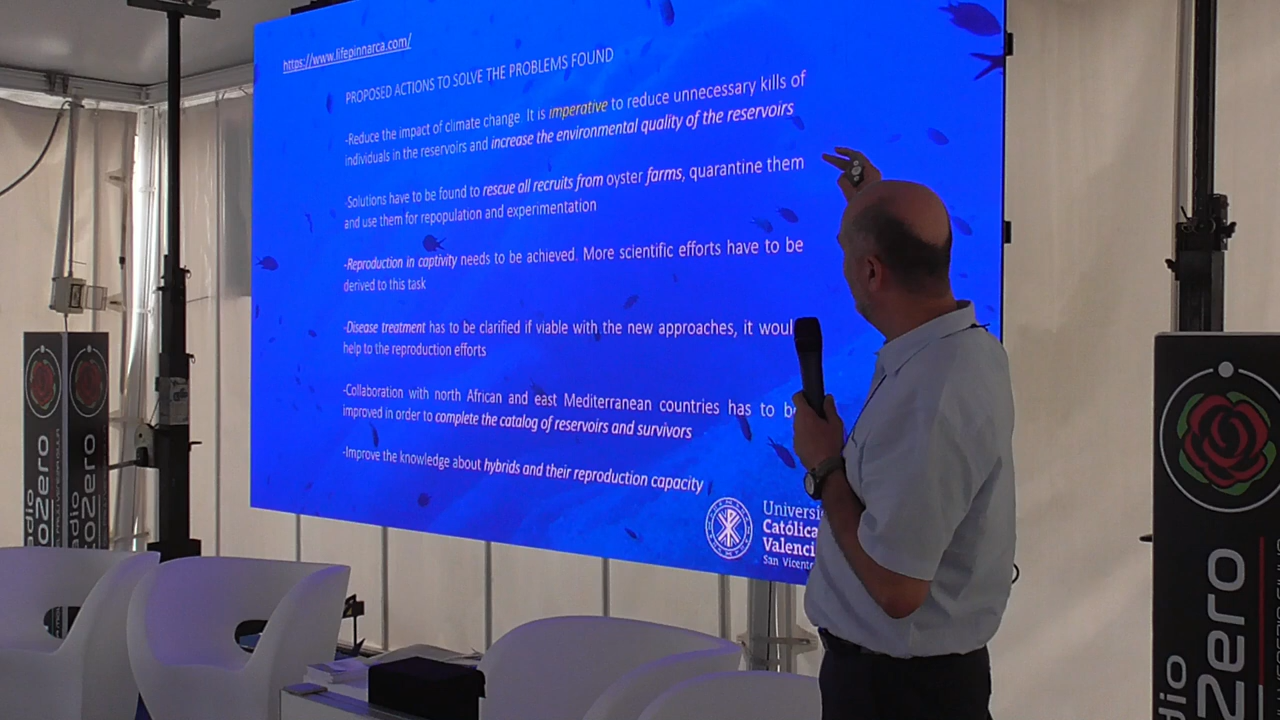 https://www.lifepinnarca.com/
PROPOSED ACTIONS TO SOLVE THE PROBLEMS FOUND
-Reduce the impact of climate change. It is imperative to reduce unnecessary kills of
individuals in the reservoirs and increase the environmental quality of the reservoirs
-Solutions have to be found to rescue all recruits from oyster farms, quarantine them
and use them for repopulation and experimentation
-Reproduction in captivity needs to be achieved. More scientific efforts have to be
derived to this task
-Disease treatment has to be clarified if viable with the new approaches, it woul
help to the reproduction efforts
-Collaboration with north African and east Mediterranean countries has to b
improved in order to complete the catalog of reservoirs and survivors
-Improve the knowledge about hybrids and their reproduction capacity
Universi
Católica
Valenci
San Vicente
dio
oZero
adio
coZero
dio
Zero